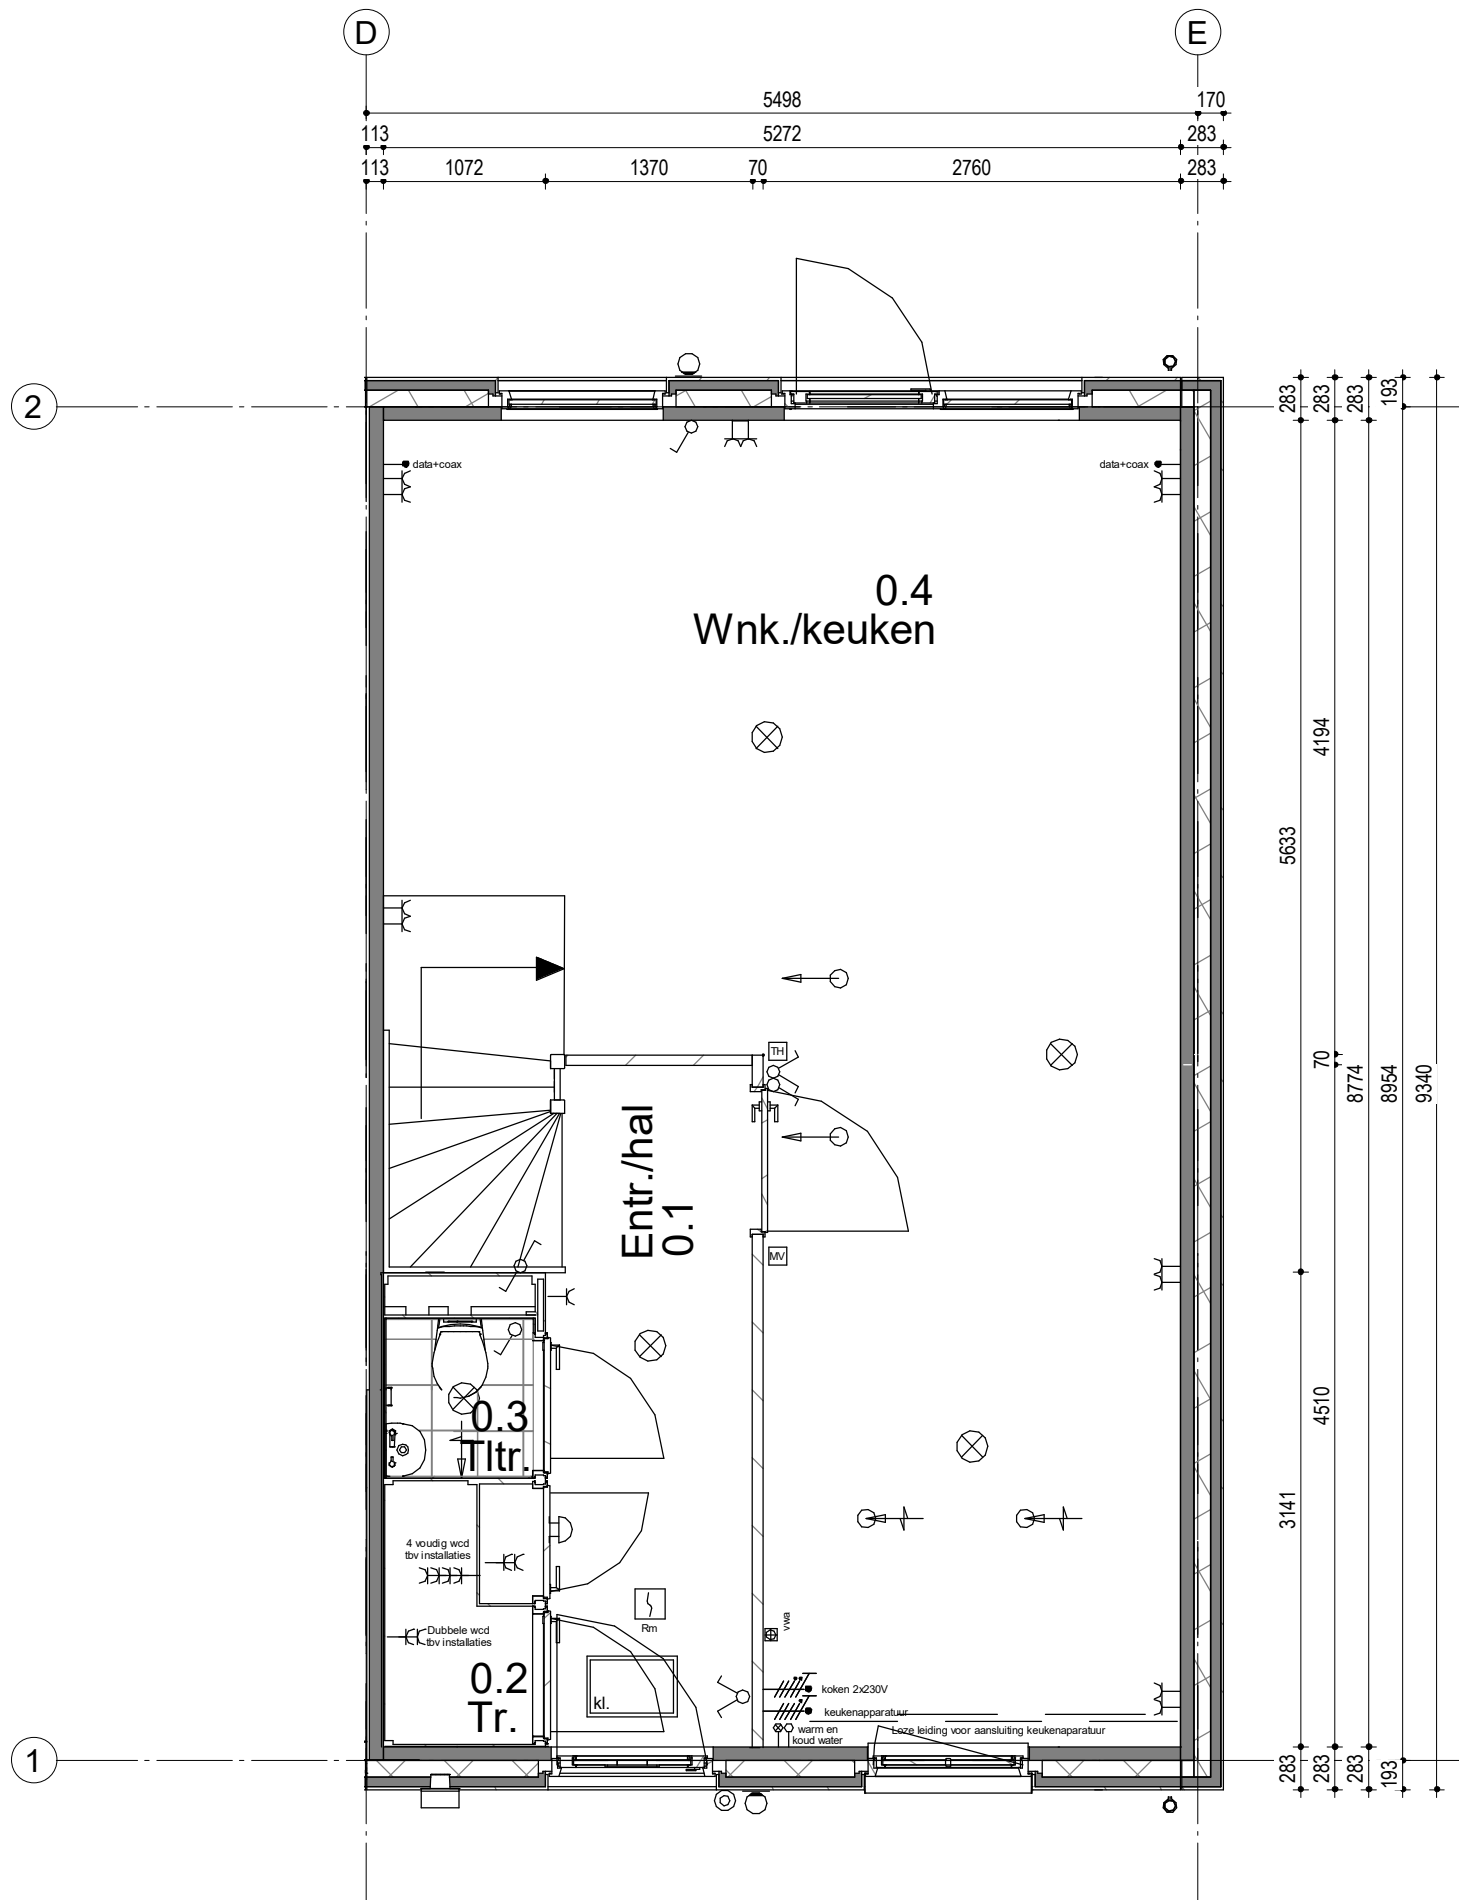 D
E
5498
170
113
5272
283
113
1072
1370
70
2760
283
2
283
283
283
193
data+coax
data+coax
0.4
Wnk./keuken
4194
5633
TH
70
8774
8954
9340
Entr./hal
0.1
MV
0.3
Tltr.
4510
3141
4 voudig wcd
tbv installaties
Rm
vwa
Dubbele wcd
tbv installaties
0.2
Tr.
kl.
koken 2x230V
keukenapparatuur
warm en
koud water
Loze leiding voor aansluiting keukenaparatuur
1
283
283
283
193